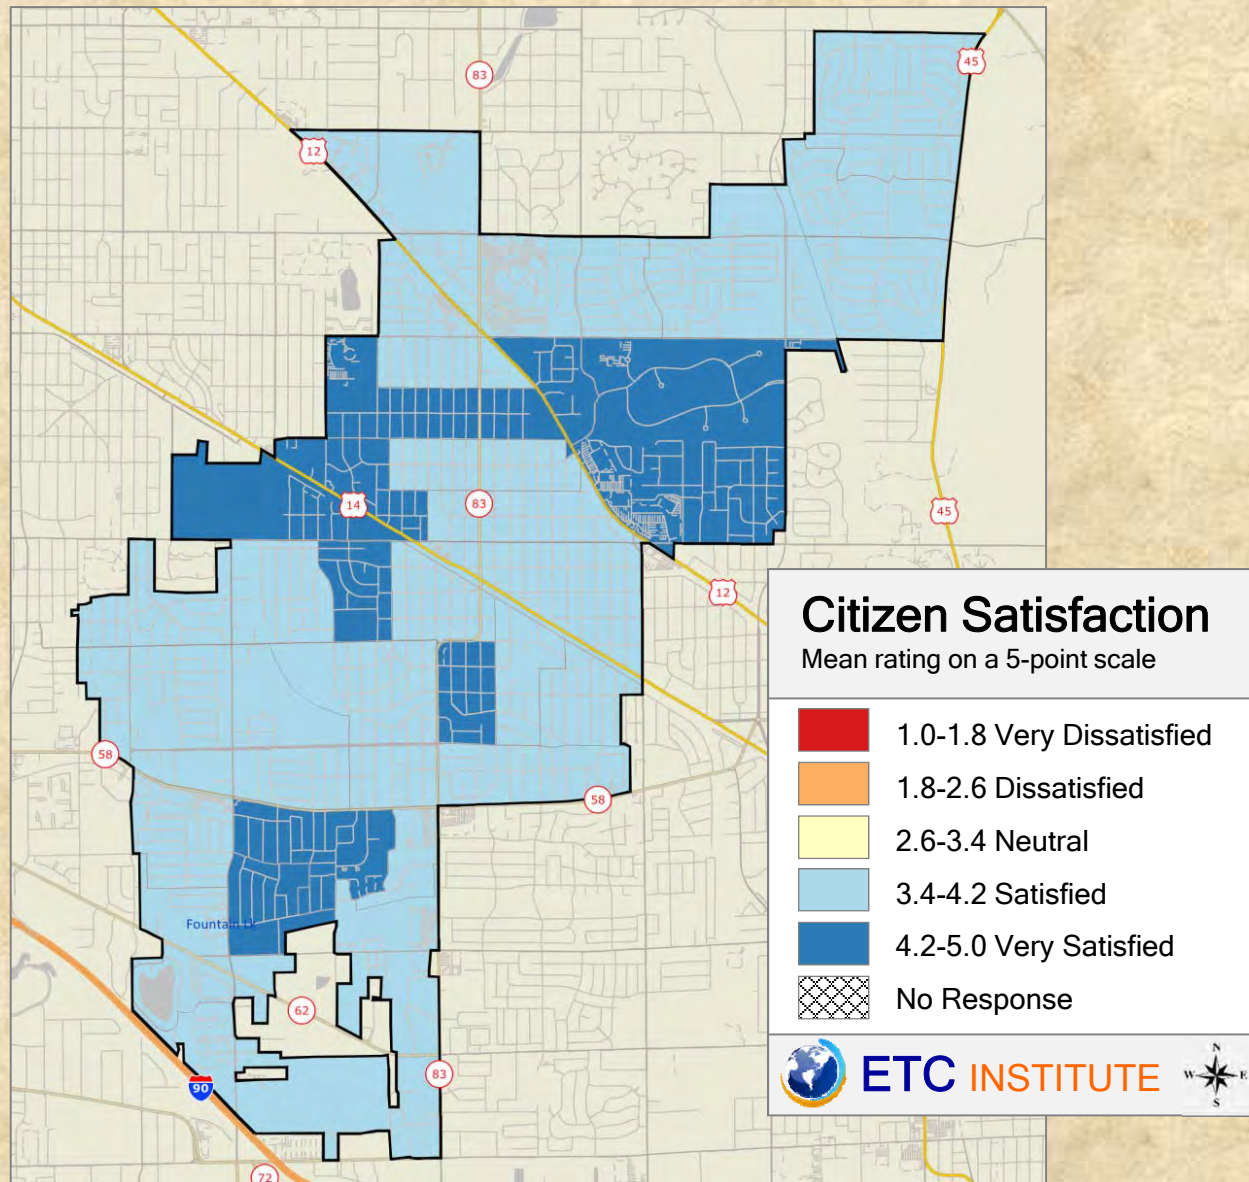 83
45
12
14
83
45
12
Citizen Satisfaction
Mean rating on a 5-point scale
1.0-1.8 Very Dissatisfied
1.8-2.6 Dissatisfied
2.6-3.4 Neutral
3.4-4.2 Satisfied
4.2-5.0 Very Satisfied
No Response
58
58
Fountain Lk
62
83
90
72
ETC INSTITUTE
N
W E
S